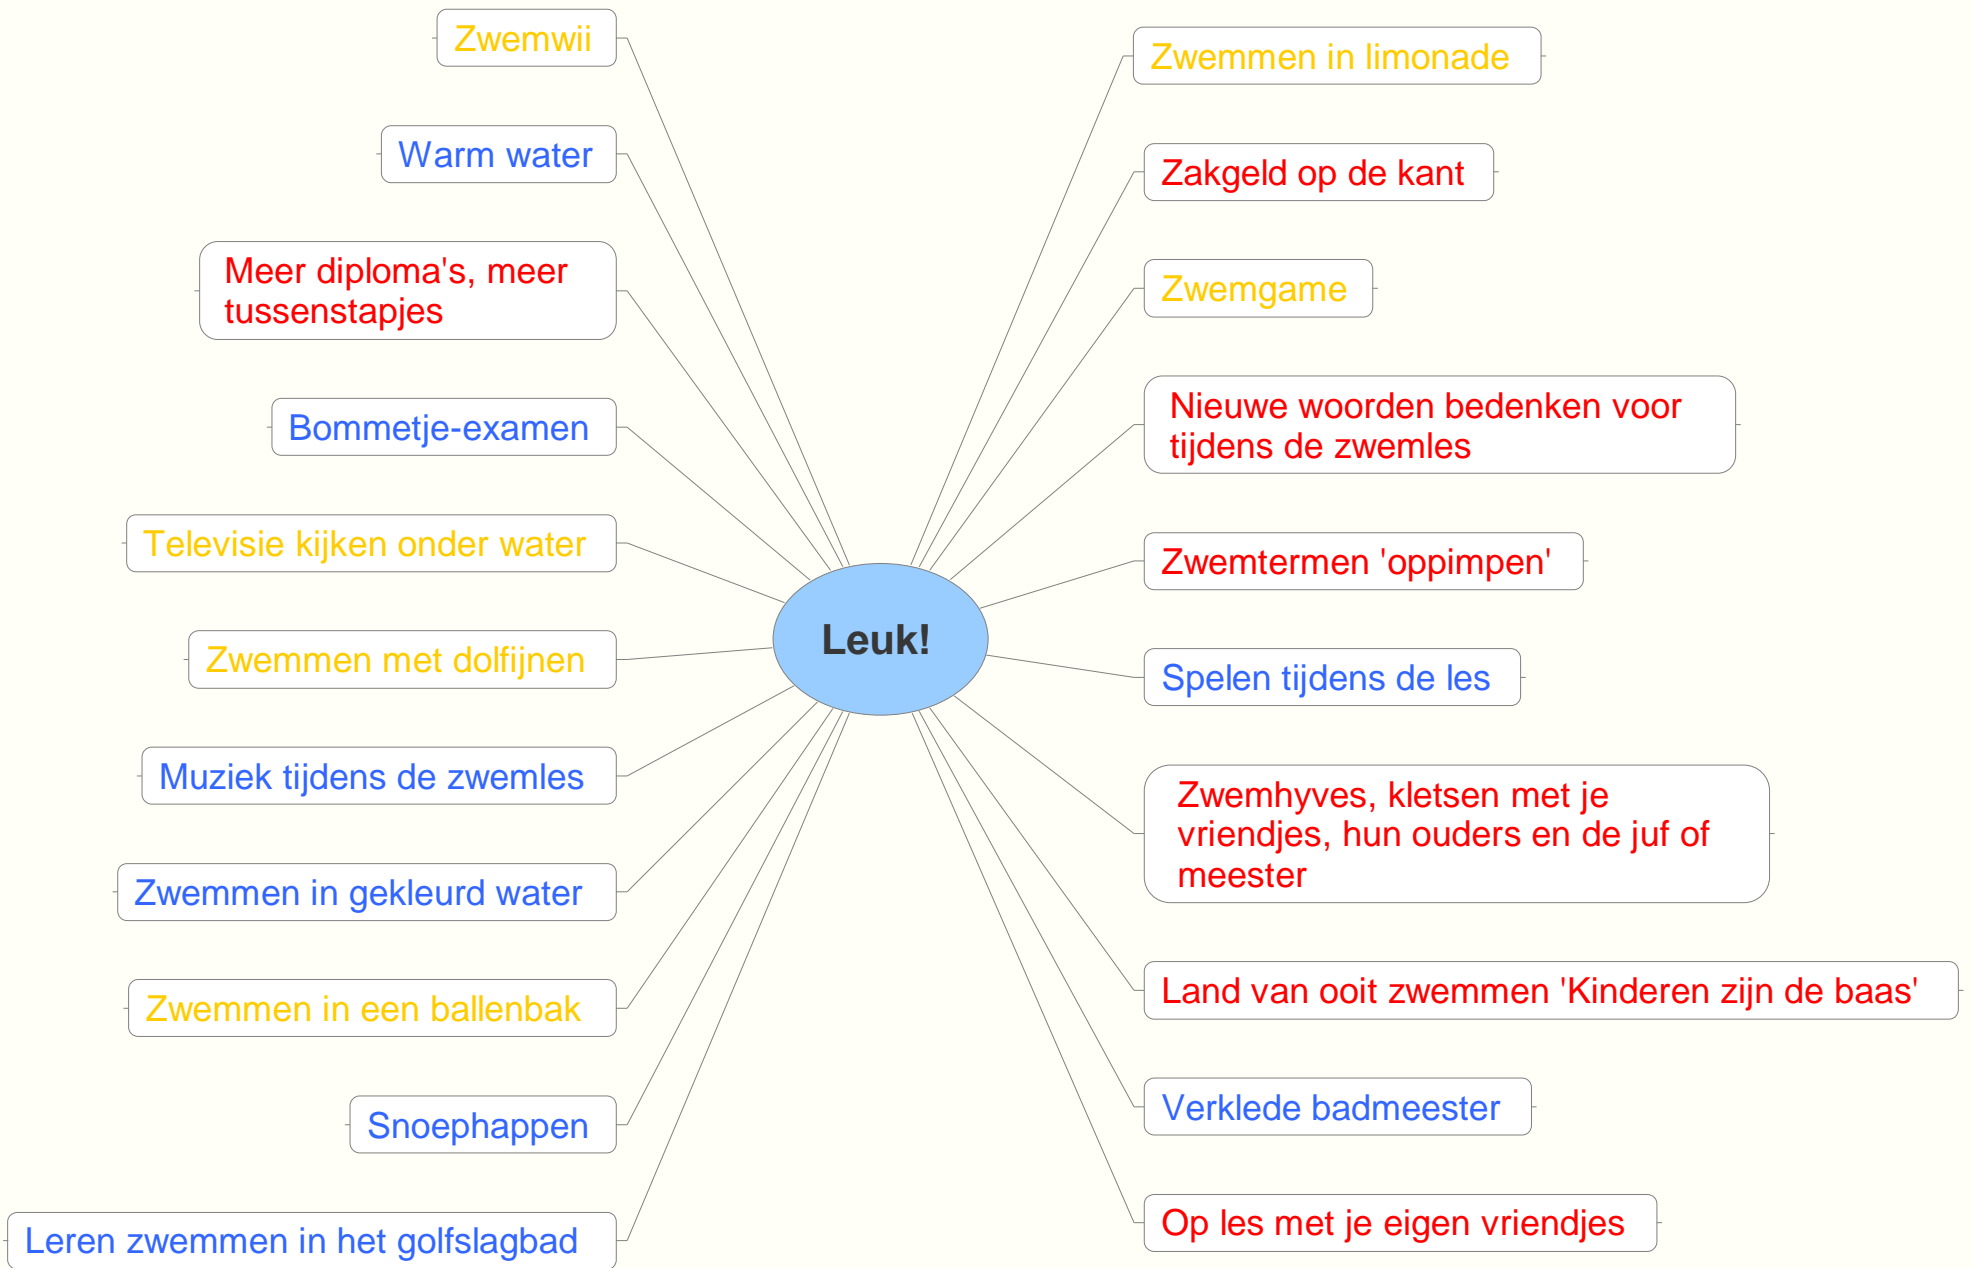 Zwemwii
Warm water
Meer diploma's, meer
tussenstapjes
Bommetje-examen
Televisie kijken onder water
Zwemmen met dolfijnen
Muziek tijdens de zwemles
Zwemmen in gekleurd water
Zwemmen in een ballenbak
Snoephappen
Leren zwemmen in het golfslagbad
Leuk!
Zwemmen in limonade
Zakgeld op de kant
Zwemgame
Nieuwe woorden bedenken voor
tijdens de zwemles
Zwemtermen 'oppimpen'
Spelen tijdens de les
Zwemhyves, kletsen met je
vriendjes, hun ouders en de juf of
meester
Land van ooit zwemmen 'Kinderen zijn de baas'
Verklede badmeester
Op les met je eigen vriendjes